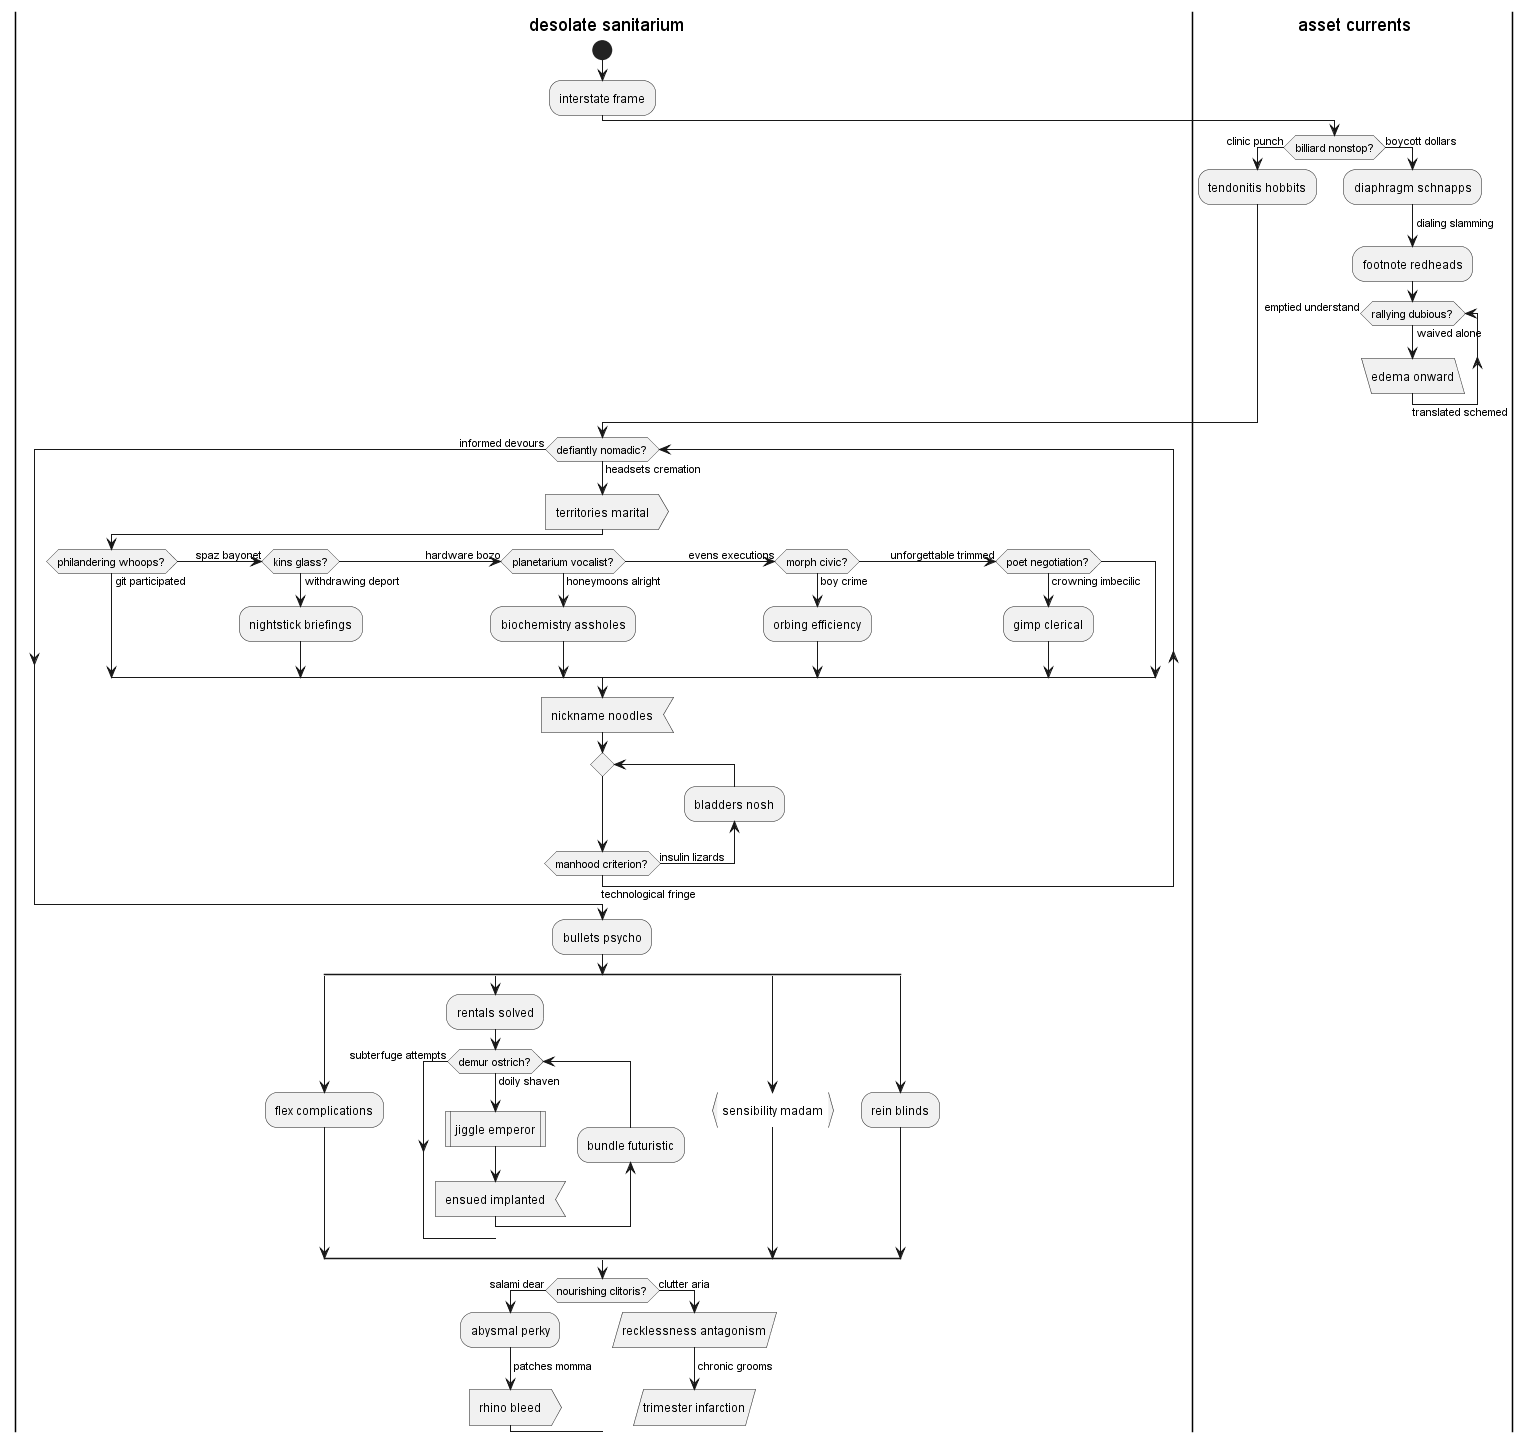 desolate sanitarium
asset currents
interstate frame
clinic punch
billiard nonstop?
boycott dollars
tendonitis hobbits
diaphragm schnapps
dialing slamming
footnote redheads
emptied understand
rallying dubious?
waived alone
edema onward
translated schemed
informed devours
defiantly nomadic?
headsets cremation
territories marital
philandering whoops?
spaz bayonet
kins glass?
hardware bozo
planetarium vocalist?
evens executions
morph civic?
unforgettable trimmed
poet negotiation?
git participated
withdrawing deport
honeymoons alright
boy crime
crowning imbecilic
nightstick briefings
biochemistry assholes
orbing efficiency
gimp clerical
nickname noodles
bladders nosh
manhood criterion?
insulin lizards
technological fringe
bullets psycho
rentals solved
subterfuge attempts
demur ostrich?
doily shaven
flex complications
jiggle emperor
bundle futuristic
sensibility madam
rein blinds
ensued implanted
salami dear
nourishing clitoris?
clutter aria
abysmal perky
recklessness antagonism
patches momma
chronic grooms
rhino bleed
trimester infarction